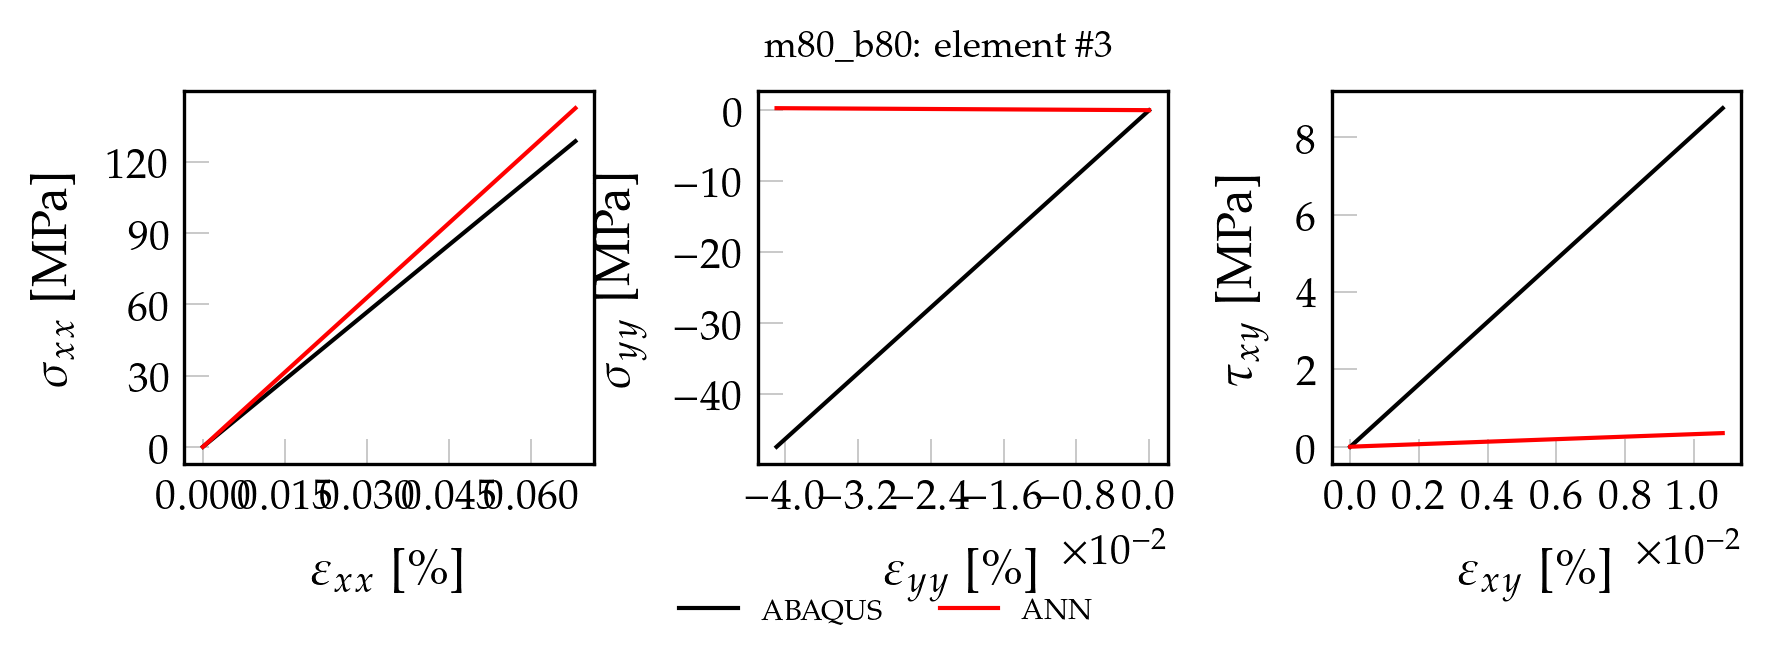 m80_b80: element #3
σxx [MPa]
120
90
60
30
0
0.000 0.015 0.030 0.045 0.060
εxx [%]
σyy [MPa]
0
−10
−20
−30
−40
−4.0 −3.2 −2.4 −1.6 −0.8 0.0
×10−2
εyy [%]
τxy [MPa]
8
6
4
2
0
0.0 0.2 0.4 0.6 0.8 1.0
×10−2
εxy [%]
ABAQUS ANN